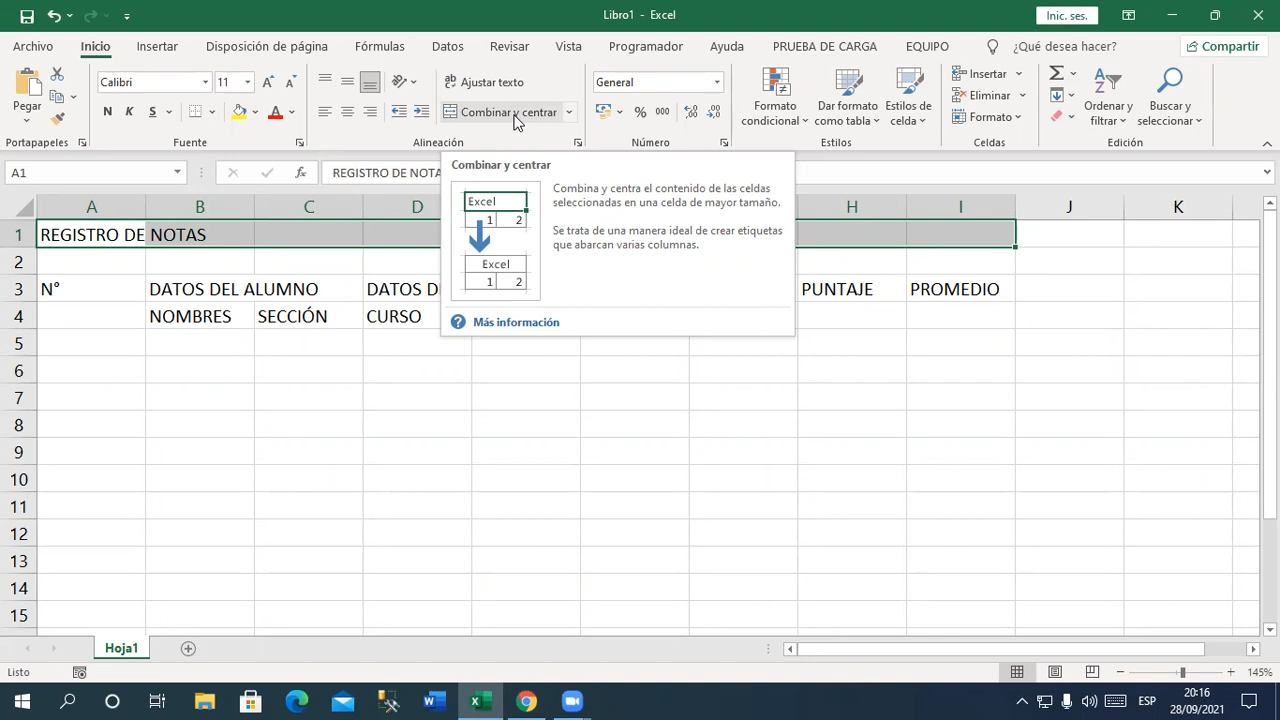 Libro1 - Excel
Inic. ses.
Archivo Inicio Insertar Disposición de página Fórmulas Datos Revisar Vista Programador Ayuda PRUEBA DE CARGA EQUIPO ¿Qué desea hacer? Compartir
Pegar
Portapapeles
Calibri 11
N K S A
Fuente
Ajustar texto
Combinar y centrar
Alineación
General
% 000
Número
Formato condicional
Dar formato como tabla
Estilos de celda
Estilos
Insertar
Eliminar
Formato
Celdas
Ordenar y filtrar
Buscar y seleccionar
Edición
A1 fx REGISTRO DE NOTA
Combinar y centrar
Excel
1 2
Excel
1 2
Combina y centra el contenido de las celdas
seleccionadas en una celda de mayor tamaño.
Se trata de una manera ideal de crear etiquetas
que abarcan varias columnas.
Más información
A B C D H I J K
1 REGISTRO DE NOTAS
2
3 N° DATOS DEL ALUMNO DATOS D PUNTAJE PROMEDIO
4 NOMBRES SECCIÓN CURSO
5
6
7
8
9
10
11
12
13
14
15
Hoja1
Listo 145%
ESP 20:16
28/09/2021